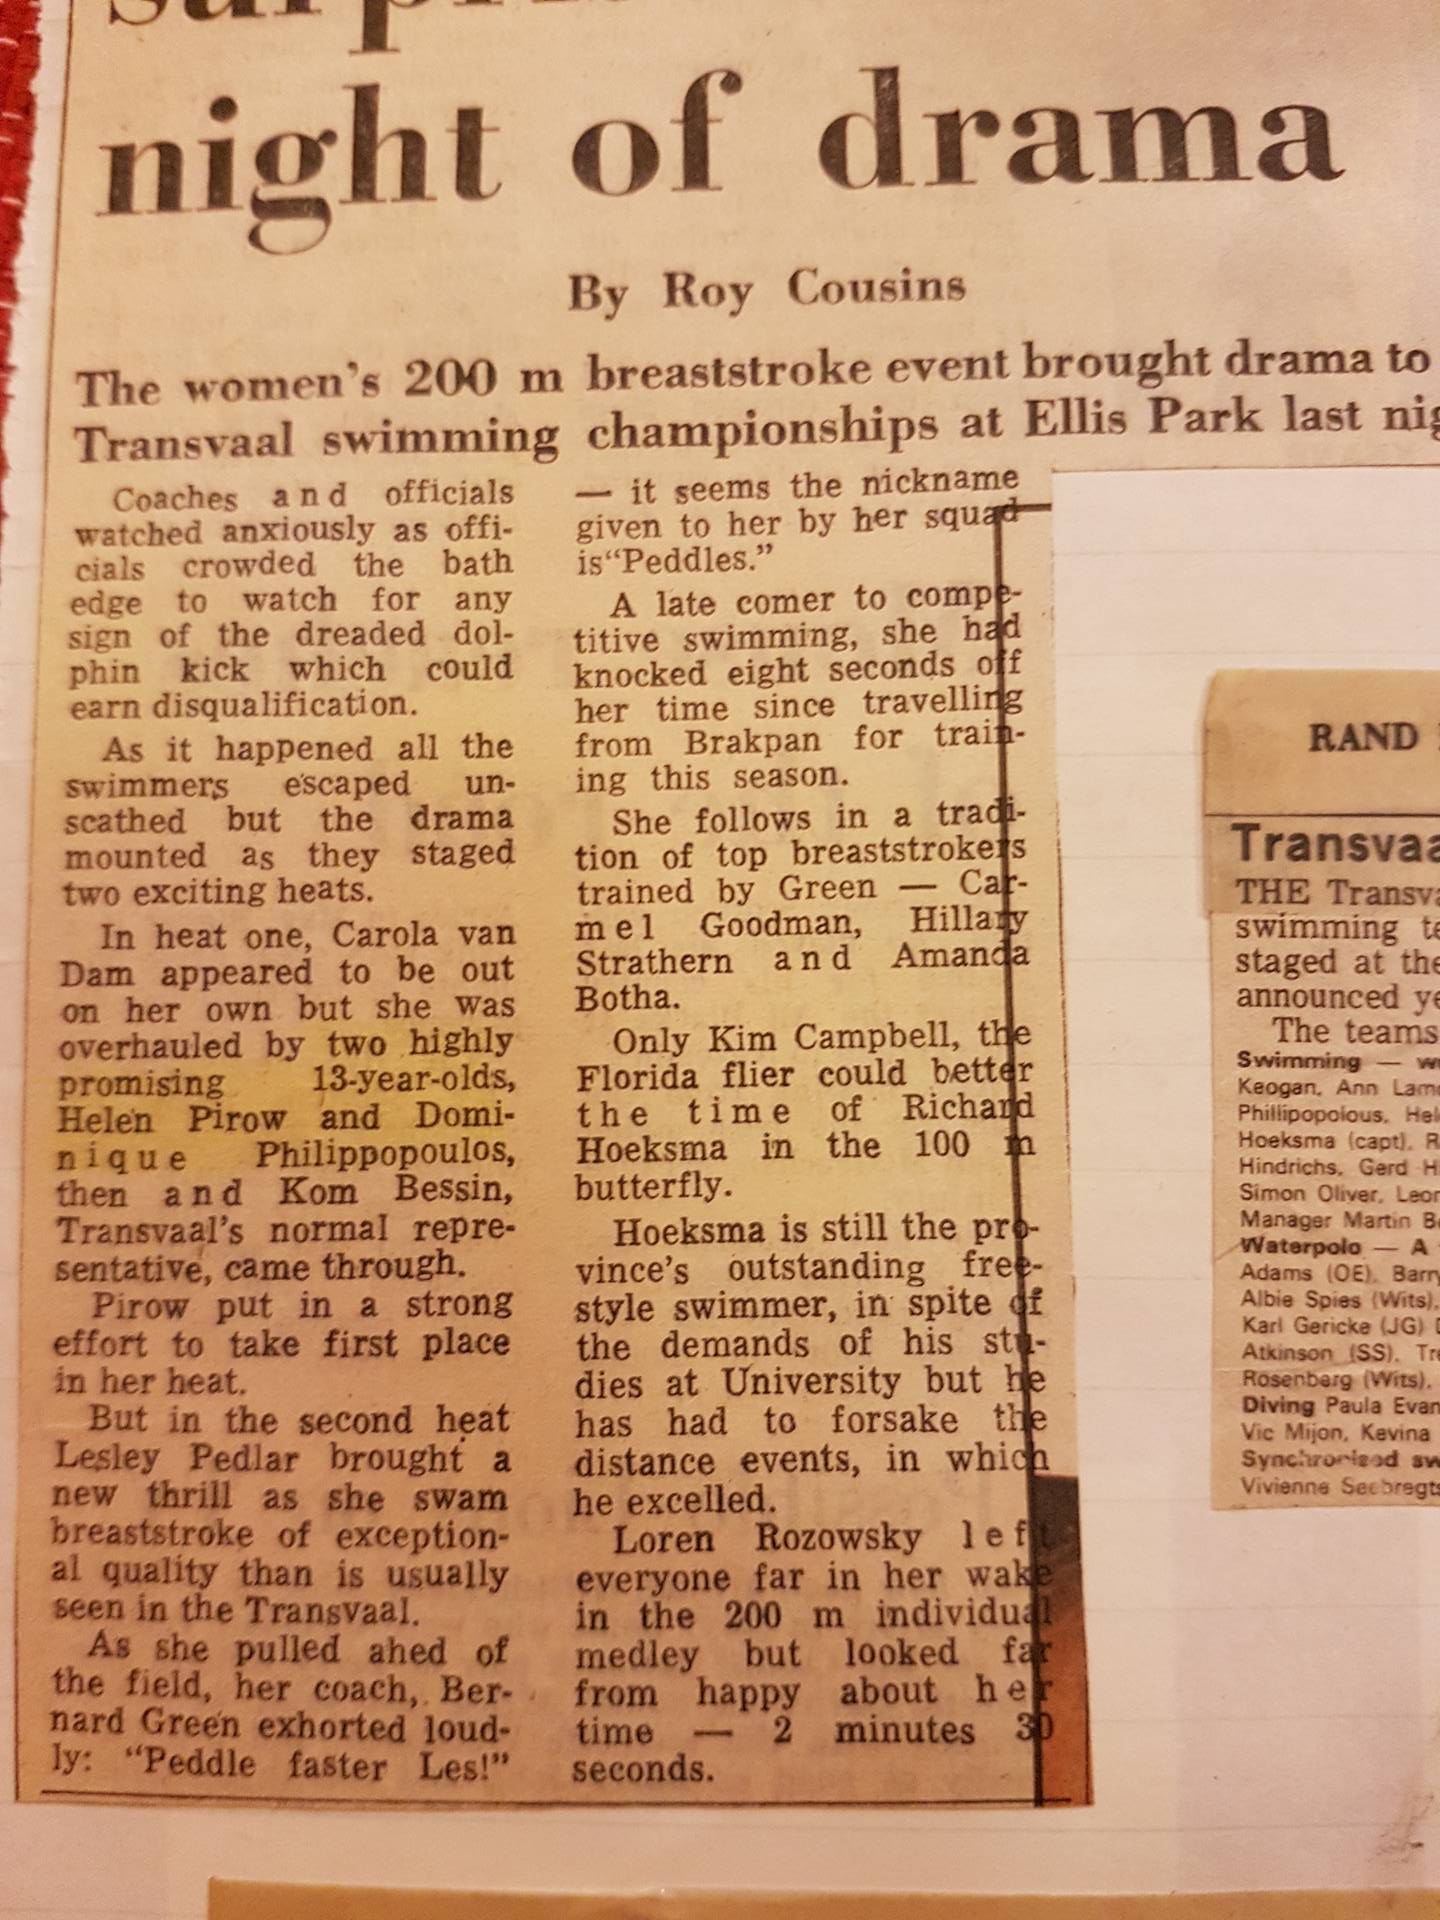 night of drama
By Roy Cousins
The women's 200 m breaststroke event brought drama to
Transvaal swimming championships at Ellis Park last
Coaches and officials
watched anxiously as offi-
cials crowded the bath
edge to watch for any
sign of the dreaded dol-
phin kick which could
earn disqualification.
As it happened all the
swimmers escaped un-
scathed but the drama
mounted as they staged
two exciting heats.
In heat one, Carola van
Dam appeared to be out
on her own but she was
overhauled by two highly
promising 13-year-olds,
Helen Pirow and Domi-
nique Philippopoulos,
then and Kom Bessin,
Transvaal's normal repre-
sentative, came through.
Pirow put in a strong
effort to take first place
in her heat.
But in the second heat
Lesley Pedlar brought a
new thrill as she swam
breaststroke of exception-
al quality than is usually
seen in the Transvaal.
As she pulled ahed of
the field, her coach, Ber-
nard Green exhorted loud-
ly: "Peddle faster Les!"
— it seems the nickname
given to her by her squad
is "Peddles."
A late comer to compe-
titive swimming, she had
knocked eight seconds off
her time since travelling
from Brakpan for train-
ing this season.
She follows in a tradi-
tion of top breaststrokers
trained by Green — Car-
mel Goodman, Hillary
Strathern and Amanda
Botha.
Only Kim Campbell, the
Florida flier could better
the time of Richard
Hoeksma in the 100 m
butterfly.
Hoeksma is still the pro-
vince's outstanding free-
style swimmer, in spite of
the demands of his stu-
dies at University but he
has had to forsake the
distance events, in which
he excelled.
Loren Rozowsky left
everyone far in her wake
in the 200 m individual
medley but looked far
from happy about her
time — 2 minutes 30
seconds.
RAND
Transvaa
THE Transva
swimming te
staged at the
announced ye
The teams
Swimming —
Keogan, Ann
Phillipopolous,
Hoeksma (capt),
Hindrichs, Gerd H
Simon Oliver,
Manager Martin
Waterpolo — A
Adams (OE), Barry
Albie Spies (Wits),
Karl Gericke (JG)
Atkinson (SS),
Rosenberg (Wits),
Diving Paula Evan
Vic Mijon, Kevina
Synchronised sw
Vivienne Seebregts